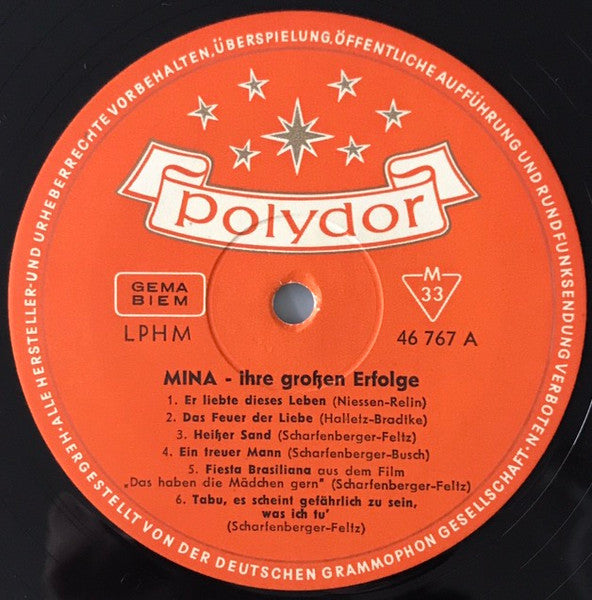 ·ALLE HERSTELLER-UND URHEBERRECHTE VORBEHALTEN, ÜBERSPIELUNG, ÖFFENTLICHE AUFFÜHRUNG UND RUNDFUNKSENDUNG VERBOTEN·
polydor
GEMA
BIEM
LPHM
M
33
46 767 A
MINA - ihre großen Erfolge
1. Er liebte dieses Leben (Niessen-Relin)
2. Das Feuer der Liebe (Halletz-Bradtke)
3. Heißer Sand (Scharfenberger-Feltz)
4. Ein treuer Mann (Scharfenberger-Busch)
5. Fiesta Brasiliana aus dem Film
„Das haben die Mädchen gern" (Scharfenberger-Feltz)
6. Tabu, es scheint gefährlich zu sein,
was ich tu'
(Scharfenberger-Feltz)
HERGESTELLT VON DER DEUTSCHEN GRAMMOPHON GESELLSCHAFT·